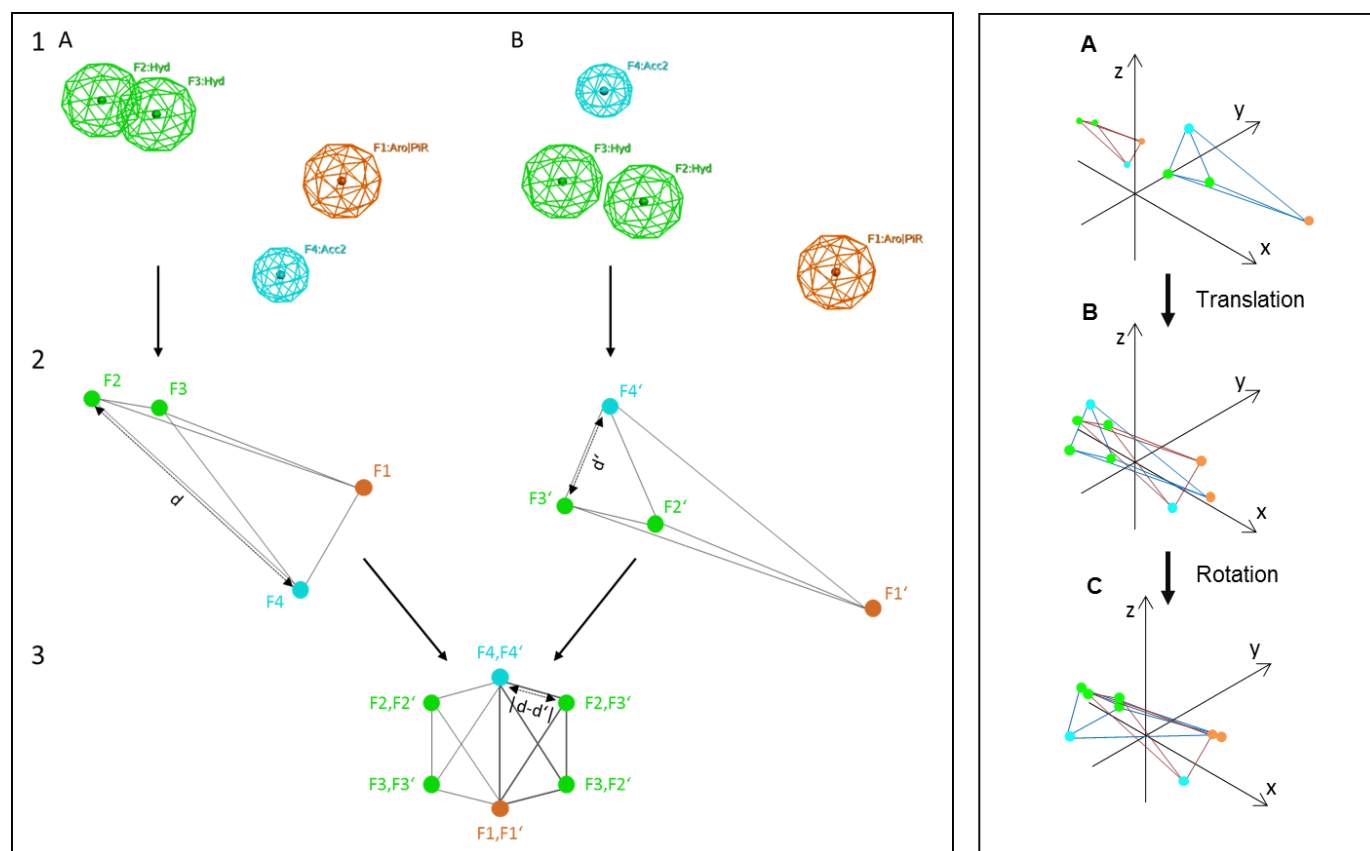 1
A
F2:Hyd
F3:Hyd
F1:Aro|PiR
F4:Acc2
B
F4:Acc2
F3:Hyd
F2:Hyd
F1:Aro|PiR
2
F2
F3
F1
d
F4
F4‘
d‘
F3‘
F2‘
F1‘
3
F4,F4‘
F2,F2‘
|d-d‘|
F2,F3‘
F3,F3‘
F3,F2‘
F1,F1‘
A
z
y
x
Translation
B
z
y
x
Rotation
C
z
y
x